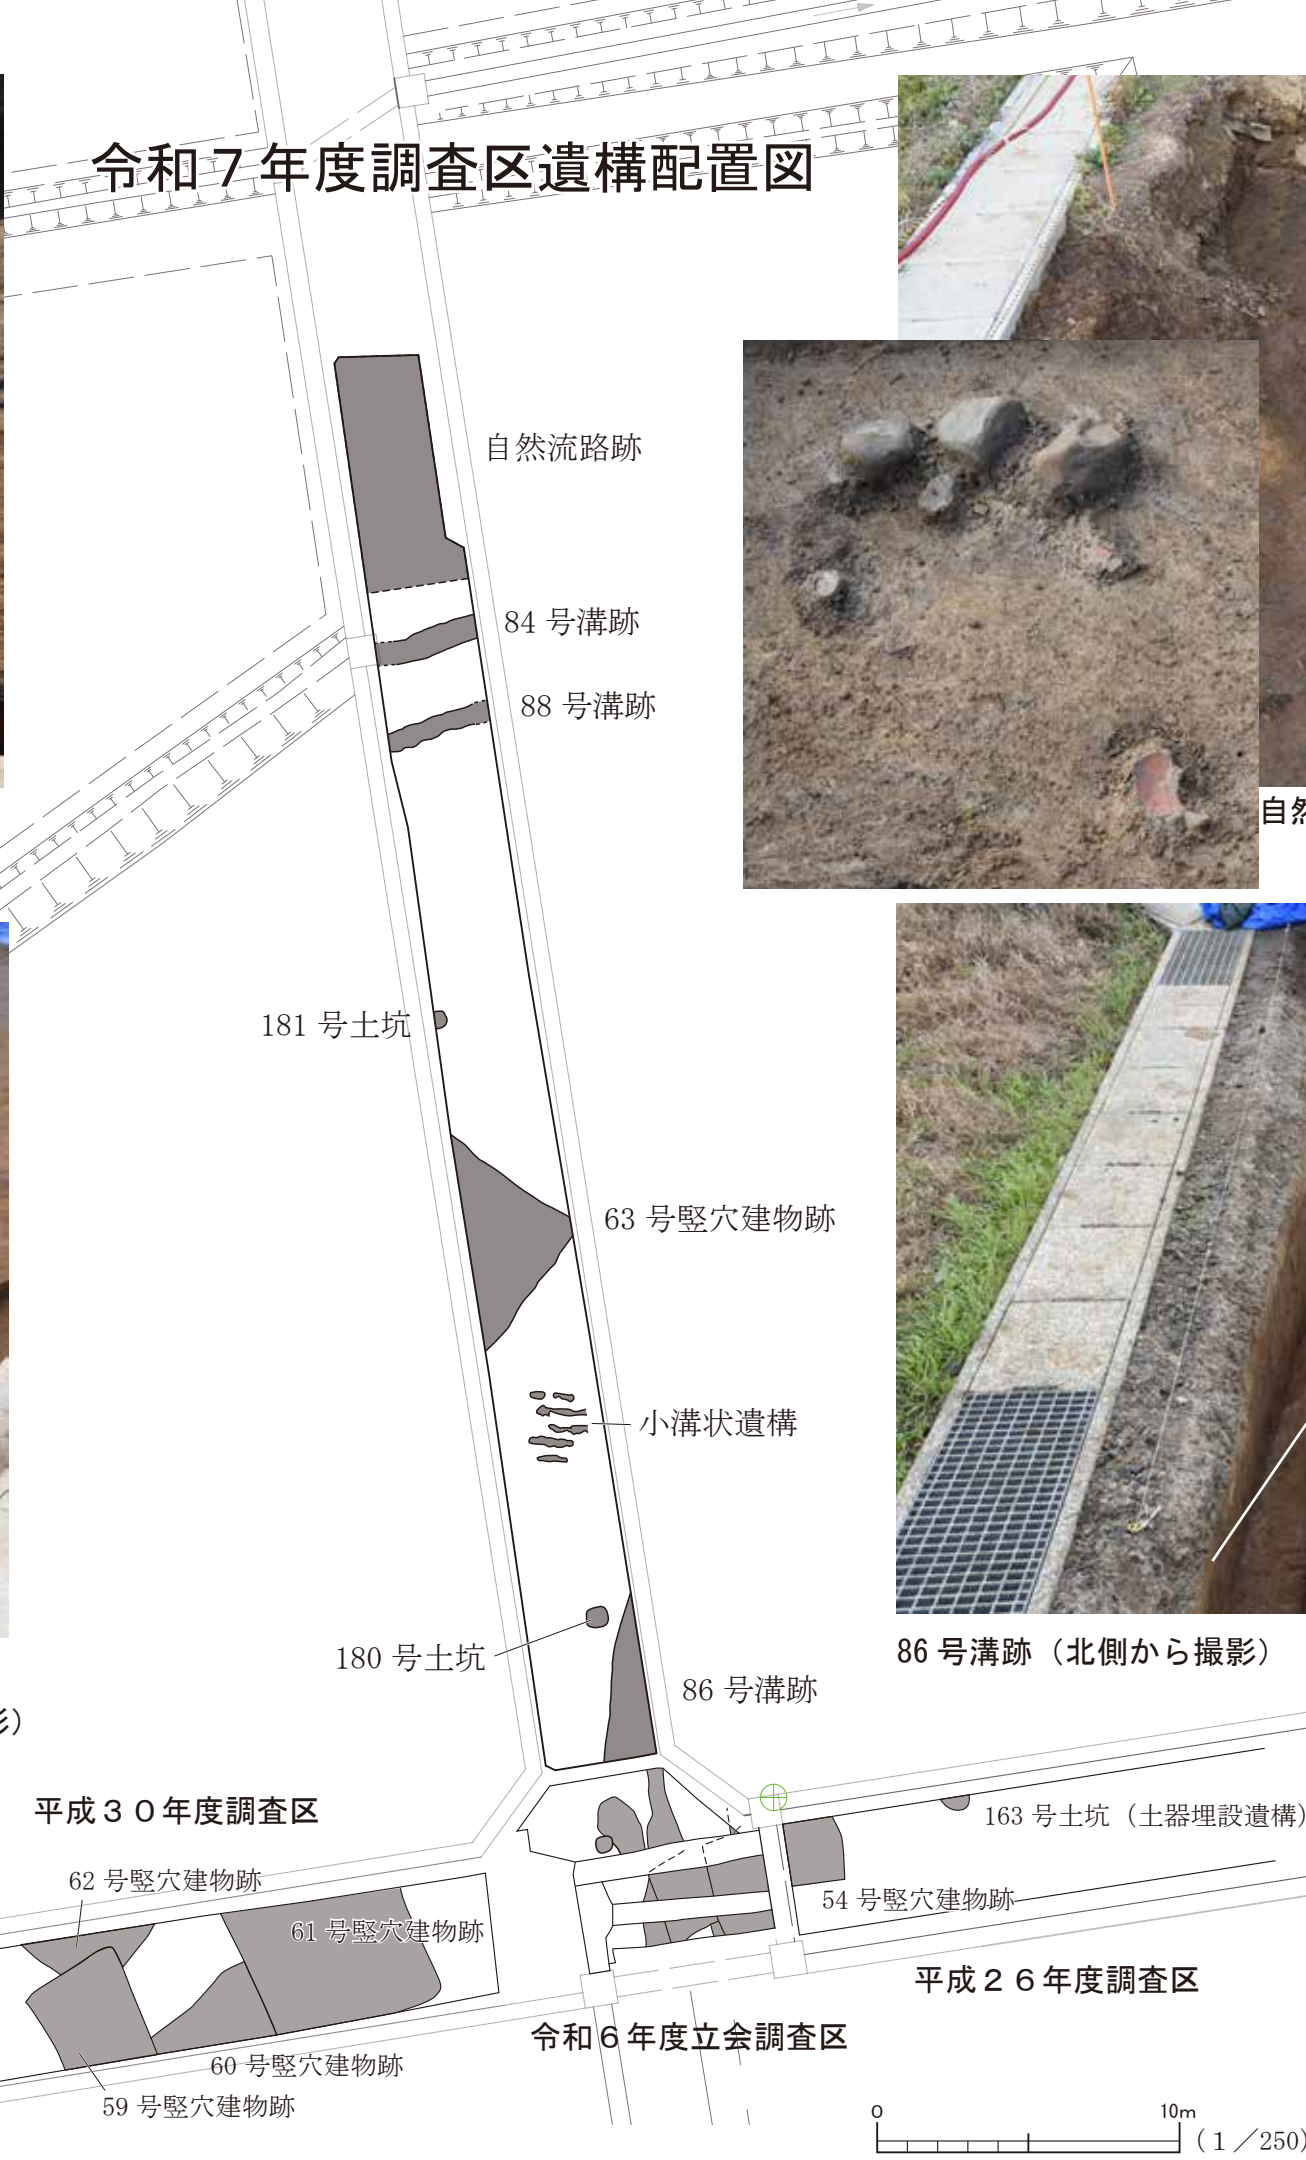 令和７年度調査区遺構配置図
自然流路跡
84 号溝跡
88 号溝跡
自然
181 号土坑
63 号竪穴建物跡
小溝状遺構
180 号土坑
86 号溝跡
86 号溝跡（北側から撮影）
影）
平成３０年度調査区
163 号土坑（土器埋設遺構）
62 号竪穴建物跡
61 号竪穴建物跡
54 号竪穴建物跡
平成２６年度調査区
令和６年度立会調査区
60 号竪穴建物跡
59 号竪穴建物跡
0 10m
（１／250）